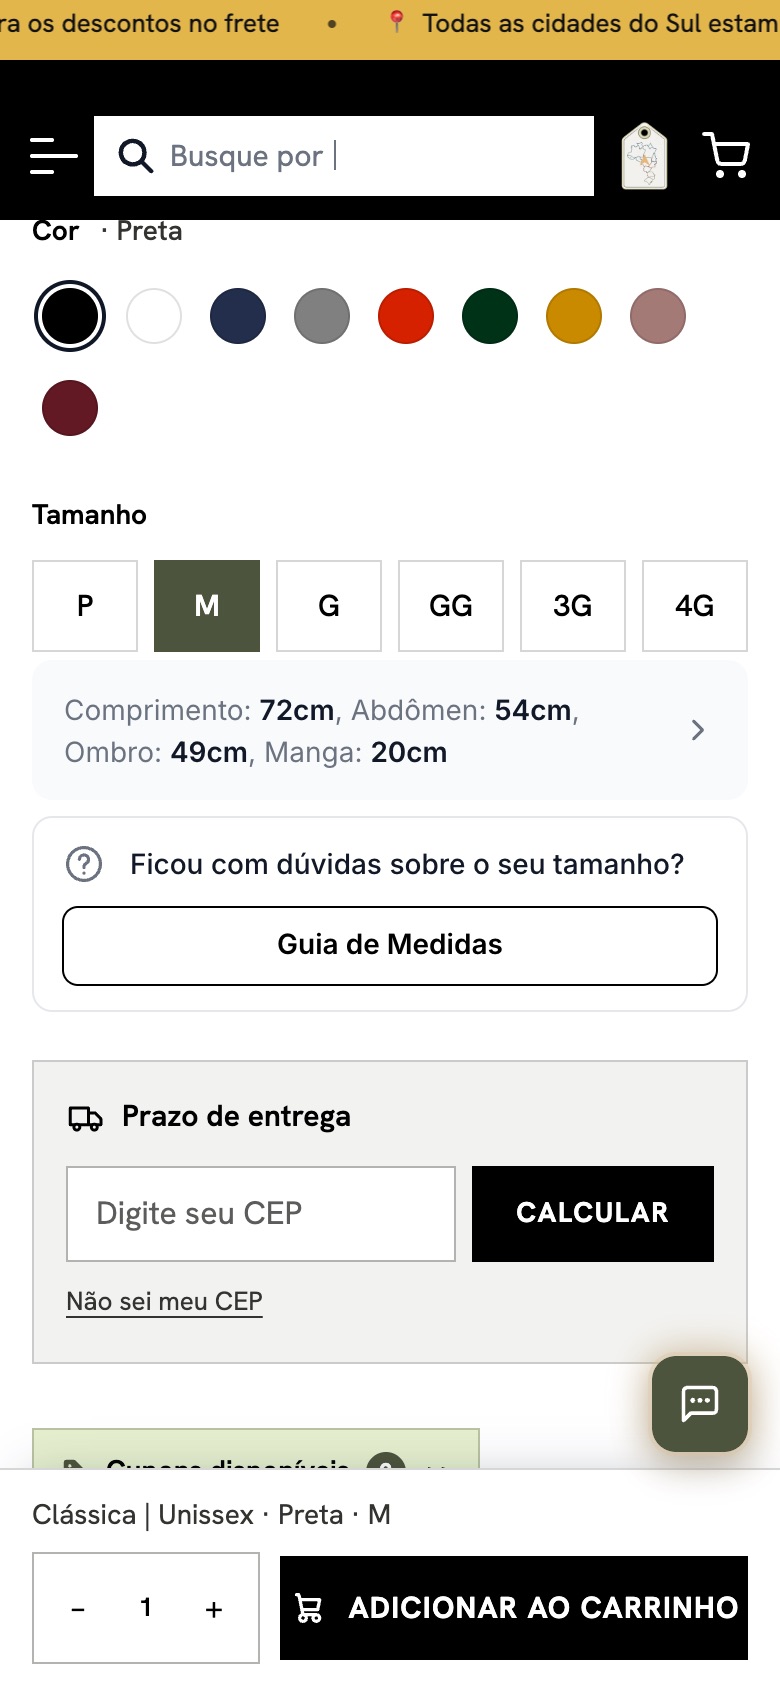 ra os descontos no frete • Todas as cidades do Sul estam
Busque por
Cor · Preta
Tamanho
P M G GG 3G 4G
Comprimento: 72cm, Abdômen: 54cm,
Ombro: 49cm, Manga: 20cm
Ficou com dúvidas sobre o seu tamanho?
Guia de Medidas
Prazo de entrega
Digite seu CEP CALCULAR
Não sei meu CEP
Cupons disponíveis
Clássica | Unissex · Preta · M
− 1 + ADICIONAR AO CARRINHO